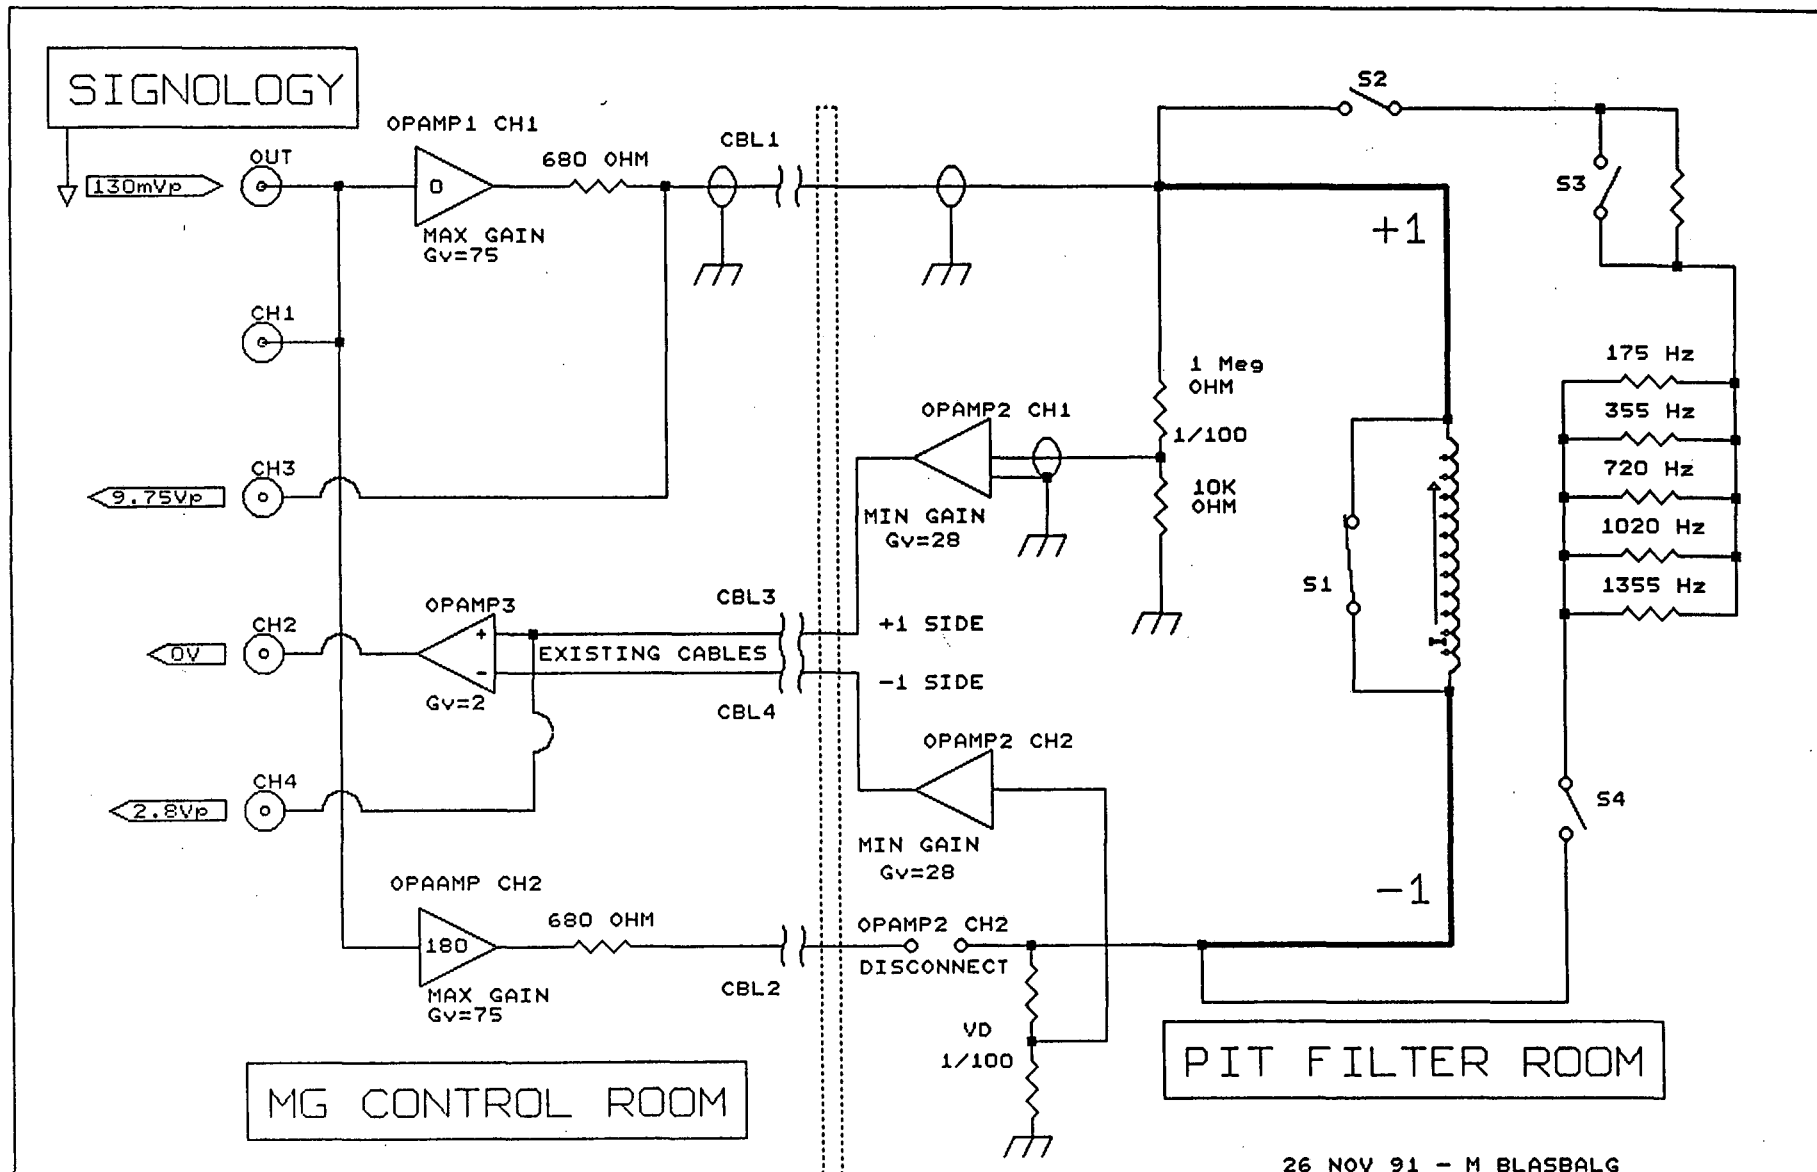 SIGNOLOGY
S2
OPAMP1 CH1
CBL1
OUT
680 OHM
130mVp
0
S3
MAX GAIN
Gv=75
+1
CH1
175 Hz
1 Meg
OHM
OPAMP2 CH1
355 Hz
1/100
CH3
720 Hz
9.75Vp
10K
OHM
MIN GAIN
Gv=28
1020 Hz
S1
1355 Hz
OPAMP3
CBL3
CH2
+1 SIDE
+
0V
EXISTING CABLES
-
-1 SIDE
Gv=2
CBL4
OPAMP2 CH2
CH4
S4
2.8Vp
MIN GAIN
Gv=28
OPAAMP CH2
-1
680 OHM
OPAMP2 CH2
180
DISCONNECT
CBL2
MAX GAIN
Gv=75
VD
1/100
PIT FILTER ROOM
MG CONTROL ROOM
26 NOV 91 - M BLASBALG